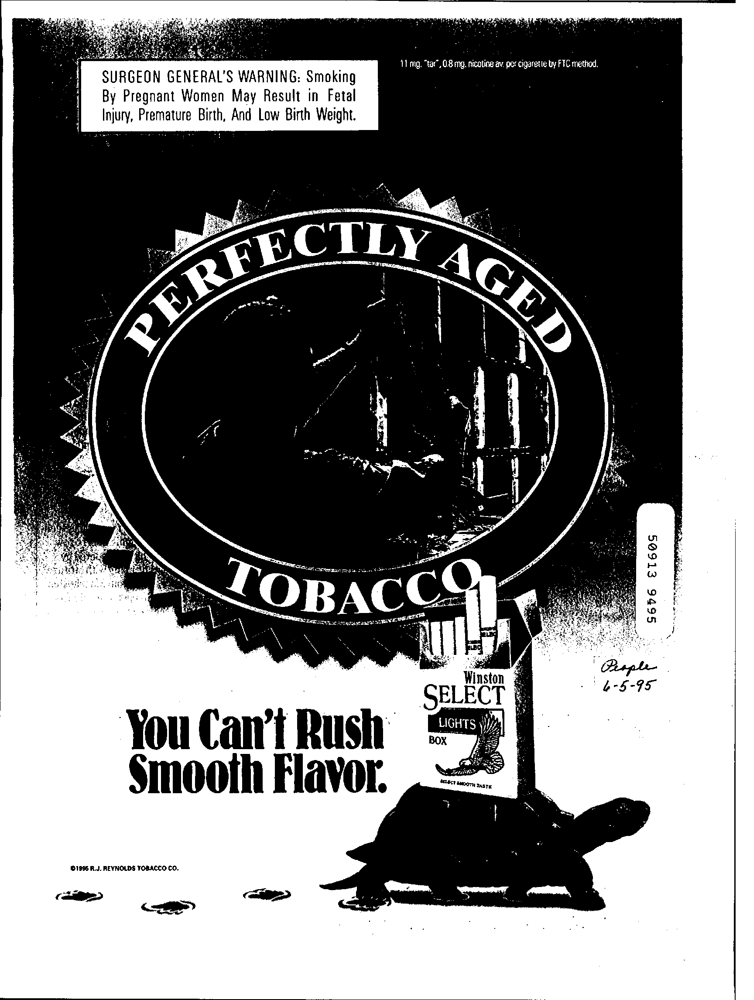 SURGEON GENERAL'S WARNING: Smoking
By Pregnant Women May Result in Fetal
Injury, Premature Birth, And Low Birth Weight.
11 mg. "tar", 0.8 mg. nicotine av. per cigarette by FTC method.
PERFECTLY AGED
TOBACCO
50913 9495
People
6-5-95
Winston
SELECT
LIGHTS
BOX
SELECT SMOOTH TASTE
You Can't Rush
Smooth Flavor.
©1995 R.J. REYNOLDS TOBACCO CO.